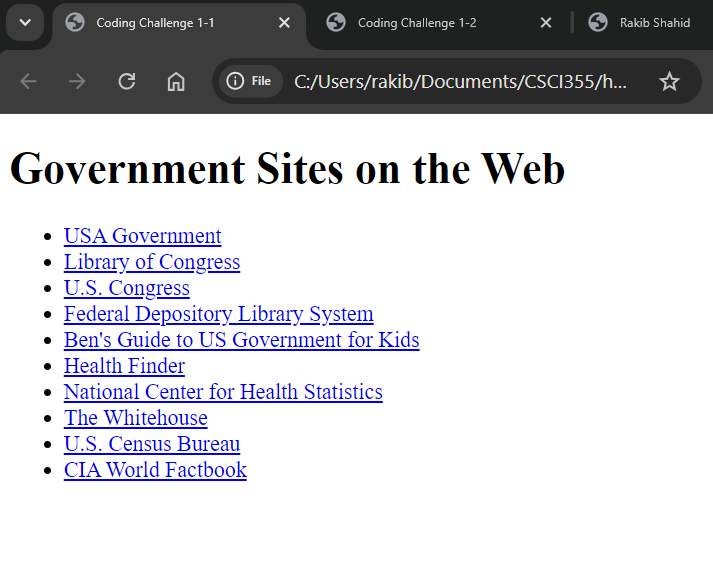 Coding Challenge 1-1
Coding Challenge 1-2
Rakib Shahid
File
C:/Users/rakib/Documents/CSCI355/h...
Government Sites on the Web
USA Government
Library of Congress
U.S. Congress
Federal Depository Library System
Ben's Guide to US Government for Kids
Health Finder
National Center for Health Statistics
The Whitehouse
U.S. Census Bureau
CIA World Factbook